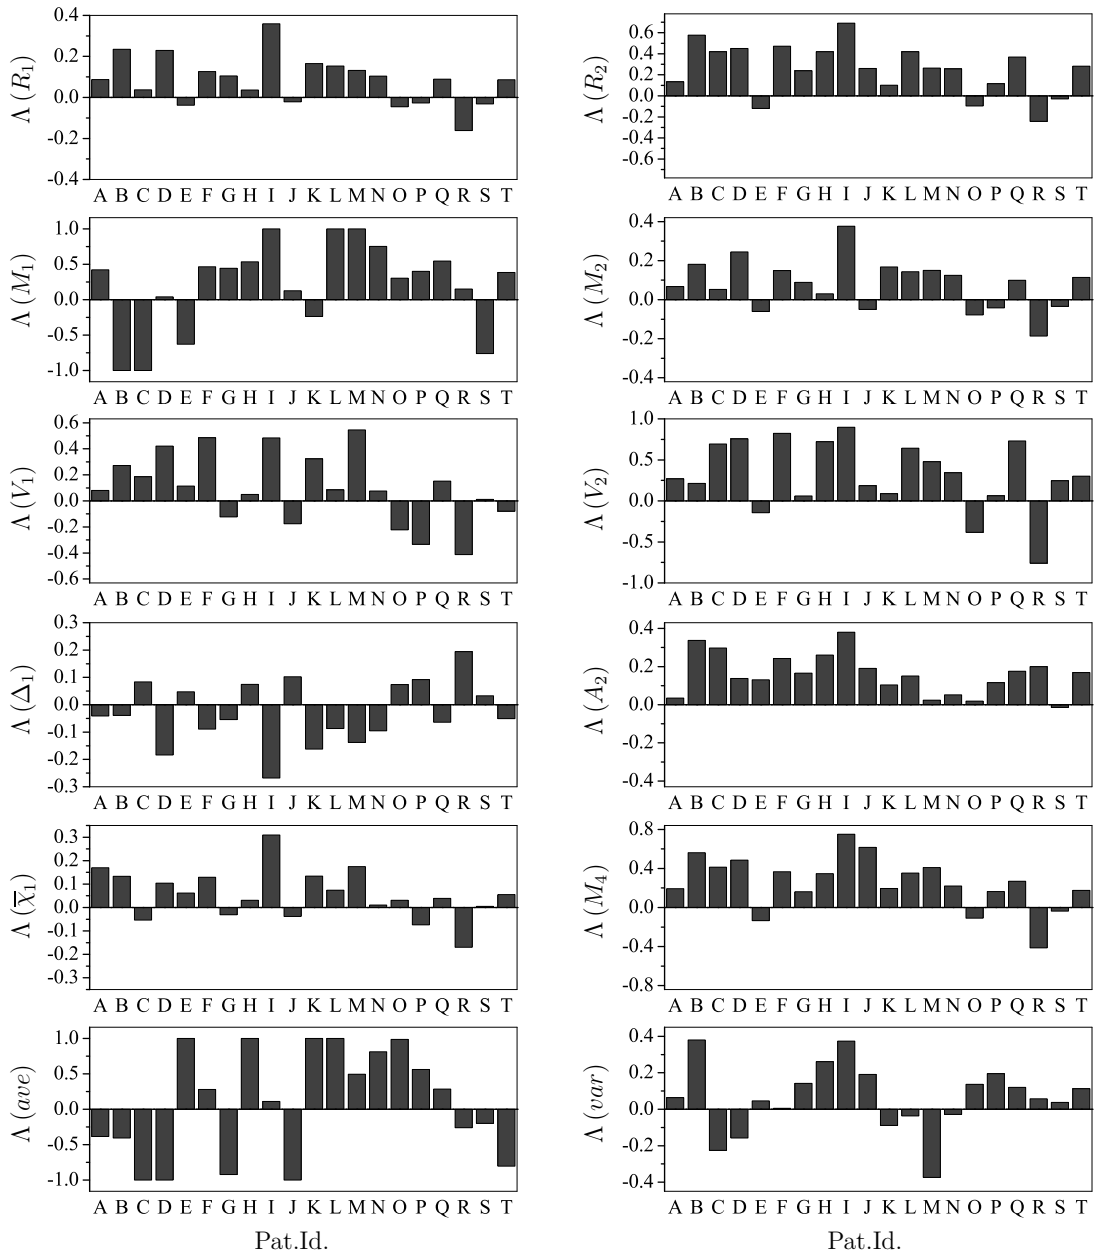 Λ (R₁)
0.4
0.2
0.0
-0.2
-0.4
A B C D E F G H I J K L M N O P Q R S T
Λ (R₂)
0.6
0.4
0.2
0.0
-0.2
-0.4
-0.6
A B C D E F G H I J K L M N O P Q R S T
Λ (M₁)
1.0
0.5
0.0
-0.5
-1.0
A B C D E F G H I J K L M N O P Q R S T
Λ (M₂)
0.4
0.2
0.0
-0.2
-0.4
A B C D E F G H I J K L M N O P Q R S T
Λ (V₁)
0.6
0.4
0.2
0.0
-0.2
-0.4
-0.6
A B C D E F G H I J K L M N O P Q R S T
Λ (V₂)
1.0
0.5
0.0
-0.5
-1.0
A B C D E F G H I J K L M N O P Q R S T
Λ (Δ₁)
0.3
0.2
0.1
0.0
-0.1
-0.2
-0.3
A B C D E F G H I J K L M N O P Q R S T
Λ (A₂)
0.4
0.2
0.0
-0.2
-0.4
A B C D E F G H I J K L M N O P Q R S T
Λ (χ̅₁)
0.3
0.2
0.1
0.0
-0.1
-0.2
-0.3
A B C D E F G H I J K L M N O P Q R S T
Λ (M₄)
0.8
0.4
0.0
-0.4
-0.8
A B C D E F G H I J K L M N O P Q R S T
Λ (ave)
1.0
0.5
0.0
-0.5
-1.0
A B C D E F G H I J K L M N O P Q R S T
Pat.Id.
Λ (var)
0.4
0.2
0.0
-0.2
-0.4
A B C D E F G H I J K L M N O P Q R S T
Pat.Id.